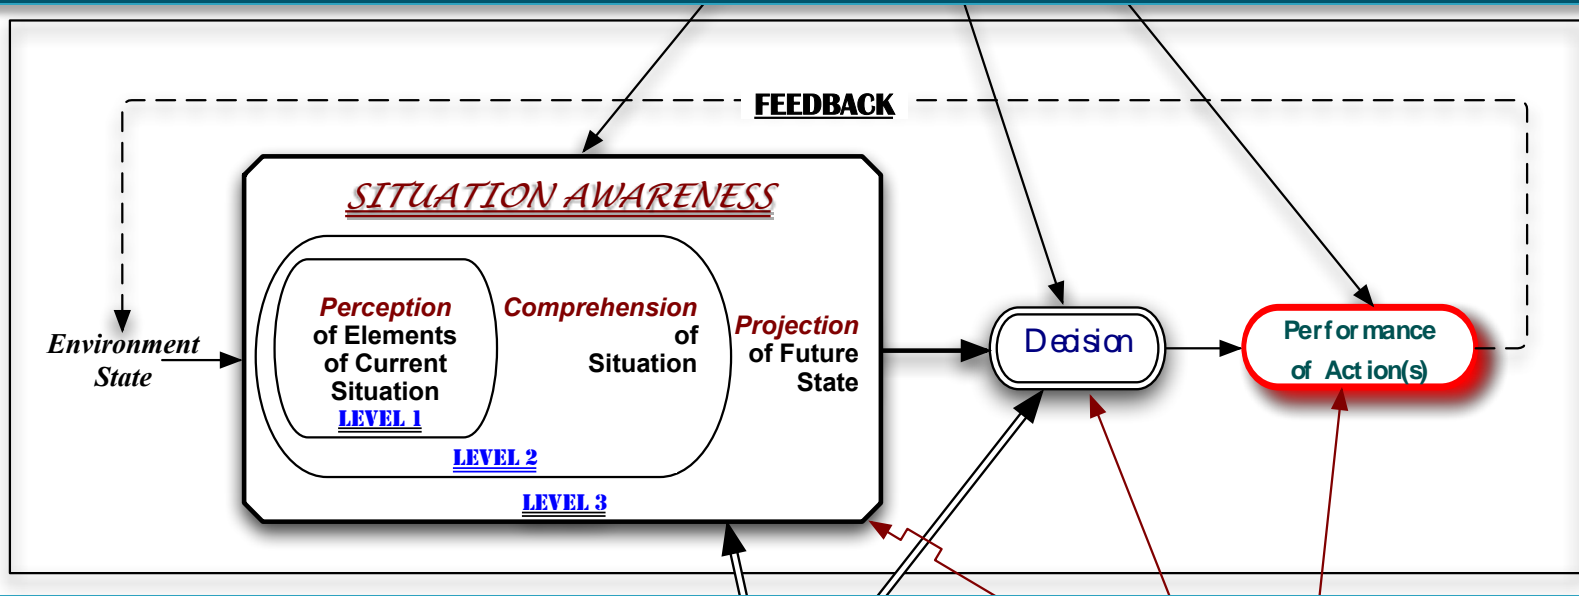 FEEDBACK
SITUATION AWARENESS
Environment
State
Perception
of Elements
of Current
Situation
LEVEL 1
Comprehension
of
Situation
LEVEL 2
Projection
of Future
State
LEVEL 3
Decision
Performance
of Action(s)